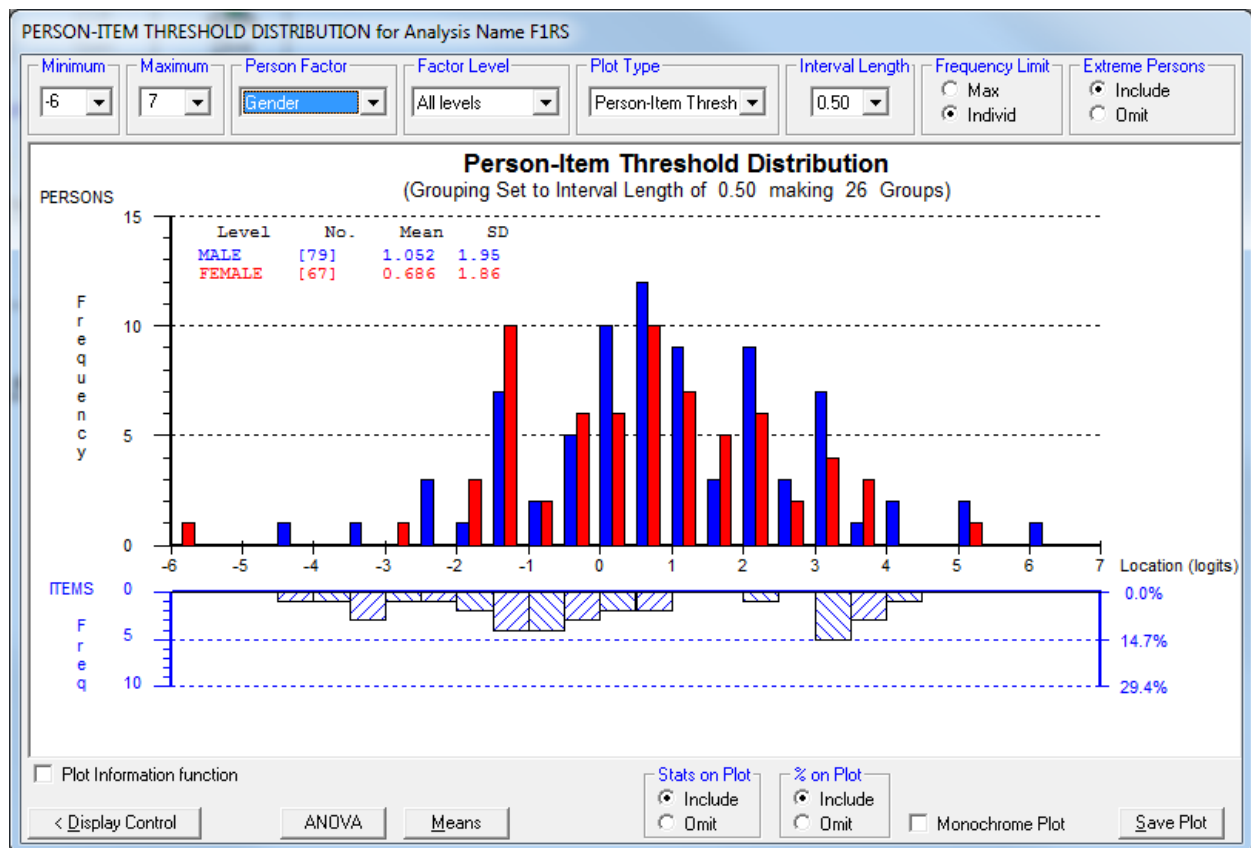 PERSON-ITEM THRESHOLD DISTRIBUTION for Analysis Name F1RS
Minimum Maximum Person Factor Factor Level Plot Type Interval Length Frequency Limit Extreme Persons
-6 7 Gender All levels Person-Item Thresh 0.50 Max Include
Individ Omit
Person-Item Threshold Distribution
(Grouping Set to Interval Length of 0.50 making 26 Groups)
PERSONS
15
Level No. Mean SD
MALE [79] 1.052 1.95
FEMALE [67] 0.686 1.86
Frequency
10
5
0
-6 -5 -4 -3 -2 -1 0 1 2 3 4 5 6 7 Location (logits)
ITEMS 0 0.0%
Freq
5 14.7%
10 29.4%
Plot Information function
Stats on Plot % on Plot
Include Include
Omit Omit
< Display Control ANOVA Means Monochrome Plot Save Plot